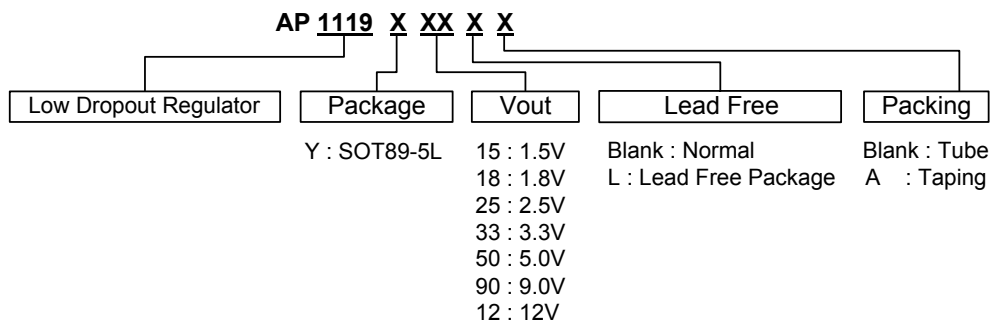 AP 1119 X XX X X
Low Dropout Regulator Package Vout Lead Free Packing
Y : SOT89-5L 15 : 1.5V Blank : Normal Blank : Tube
18 : 1.8V L : Lead Free Package A : Taping
25 : 2.5V
33 : 3.3V
50 : 5.0V
90 : 9.0V
12 : 12V